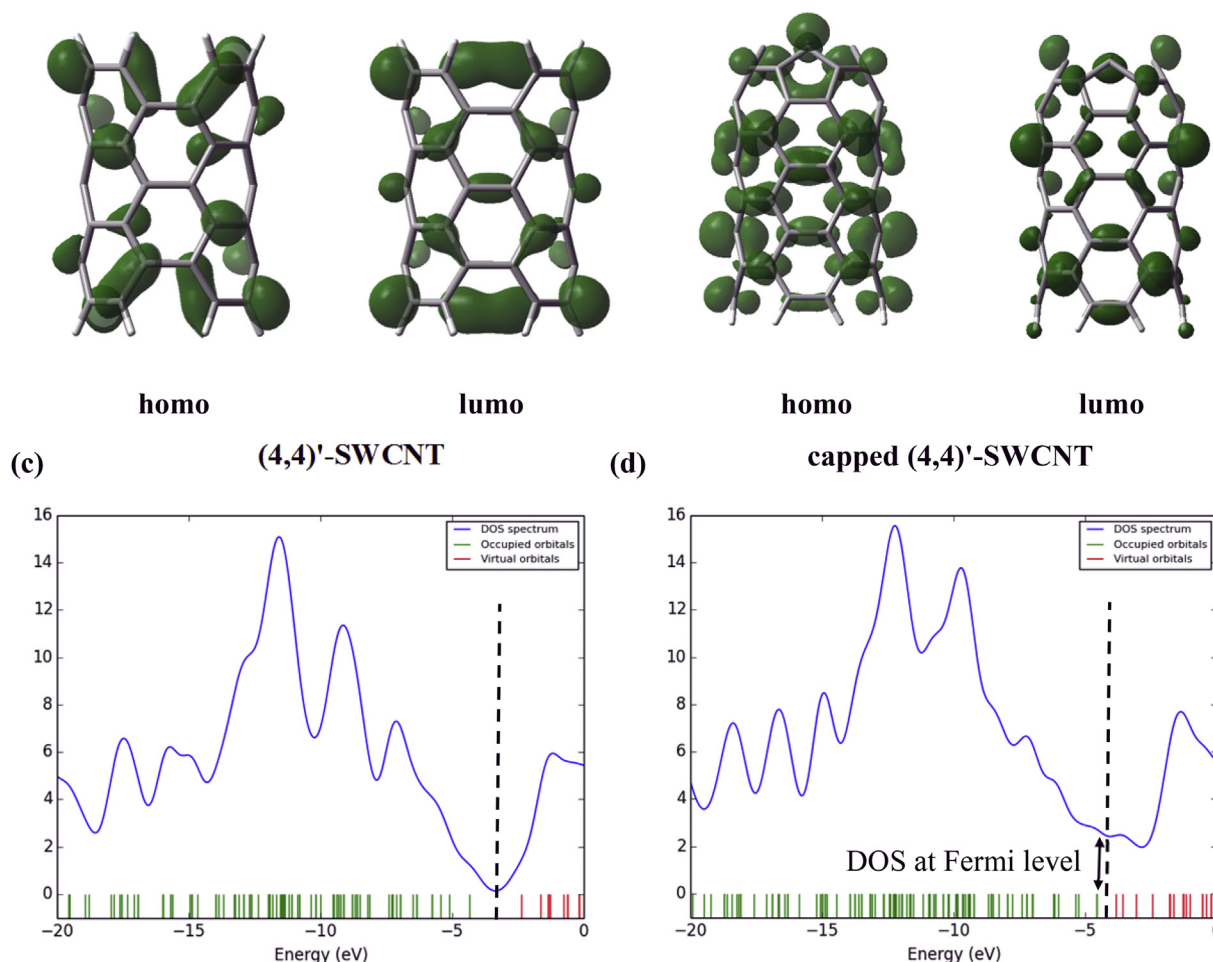 homo lumo homo lumo
(c) (4,4)'-SWCNT (d) capped (4,4)'-SWCNT
16
14
12
10
8
6
4
2
0
DOS spectrum
Occupied orbitals
Virtual orbitals
−20 −15 −10 −5 0
Energy (eV)
16
14
12
10
8
6
4
2
0
DOS spectrum
Occupied orbitals
Virtual orbitals
DOS at Fermi level
−20 −15 −10 −5 0
Energy (eV)